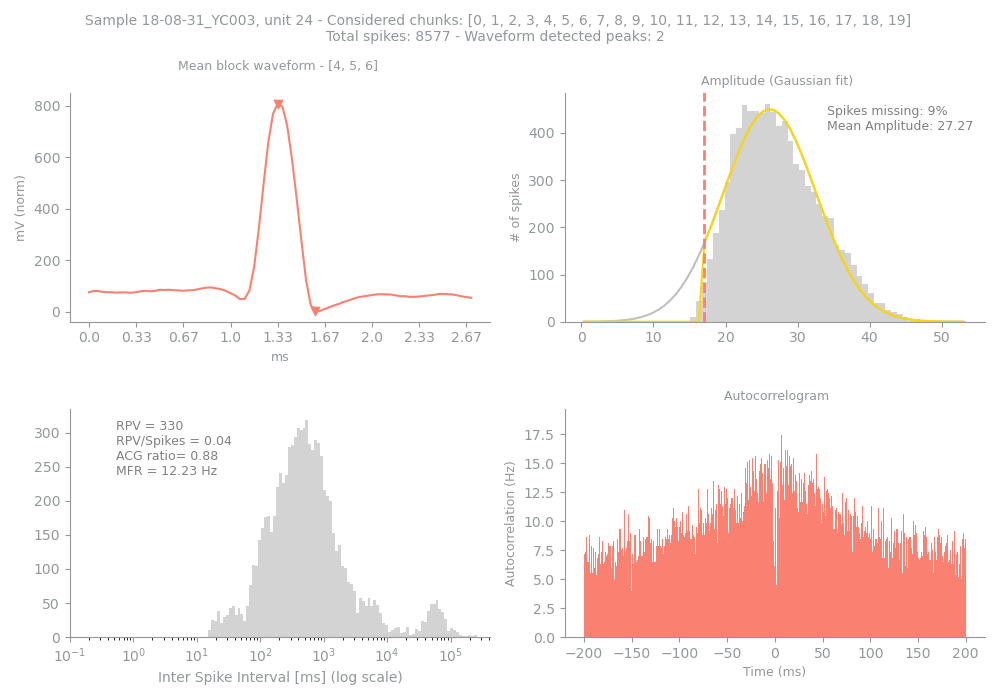 Sample 18-08-31_YC003, unit 24 - Considered chunks: [0, 1, 2, 3, 4, 5, 6, 7, 8, 9, 10, 11, 12, 13, 14, 15, 16, 17, 18, 19]
Total spikes: 8577 - Waveform detected peaks: 2
Mean block waveform - [4, 5, 6]
mV (norm)
800
600
400
200
0
0.0 0.33 0.67 1.0 1.33 1.67 2.0 2.33 2.67
ms
Amplitude (Gaussian fit)
Spikes missing: 9%
Mean Amplitude: 27.27
# of spikes
400
300
200
100
0
0 10 20 30 40 50
RPV = 330
RPV/Spikes = 0.04
ACG ratio= 0.88
MFR = 12.23 Hz
300
250
200
150
100
50
0
10⁻¹ 10⁰ 10¹ 10² 10³ 10⁴ 10⁵
Inter Spike Interval [ms] (log scale)
Autocorrelogram
Autocorrelation (Hz)
17.5
15.0
12.5
10.0
7.5
5.0
2.5
0.0
−200 −150 −100 −50 0 50 100 150 200
Time (ms)